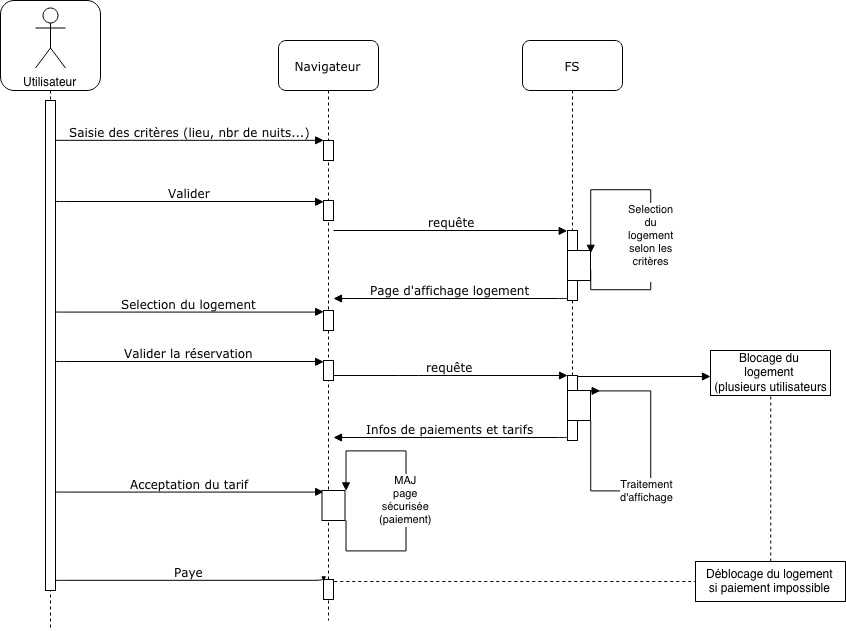 Utilisateur
Navigateur
FS
Saisie des critères (lieu, nbr de nuits...)
Valider
requête
Selection
du
logement
selon les
critères
Page d'affichage logement
Selection du logement
Valider la réservation
requête
Blocage du
logement
(plusieurs utilisateurs
Infos de paiements et tarifs
Acceptation du tarif
MAJ
page
sécurisée
(paiement)
Traitement
d'affichage
Paye
Déblocage du logement
si paiement impossible